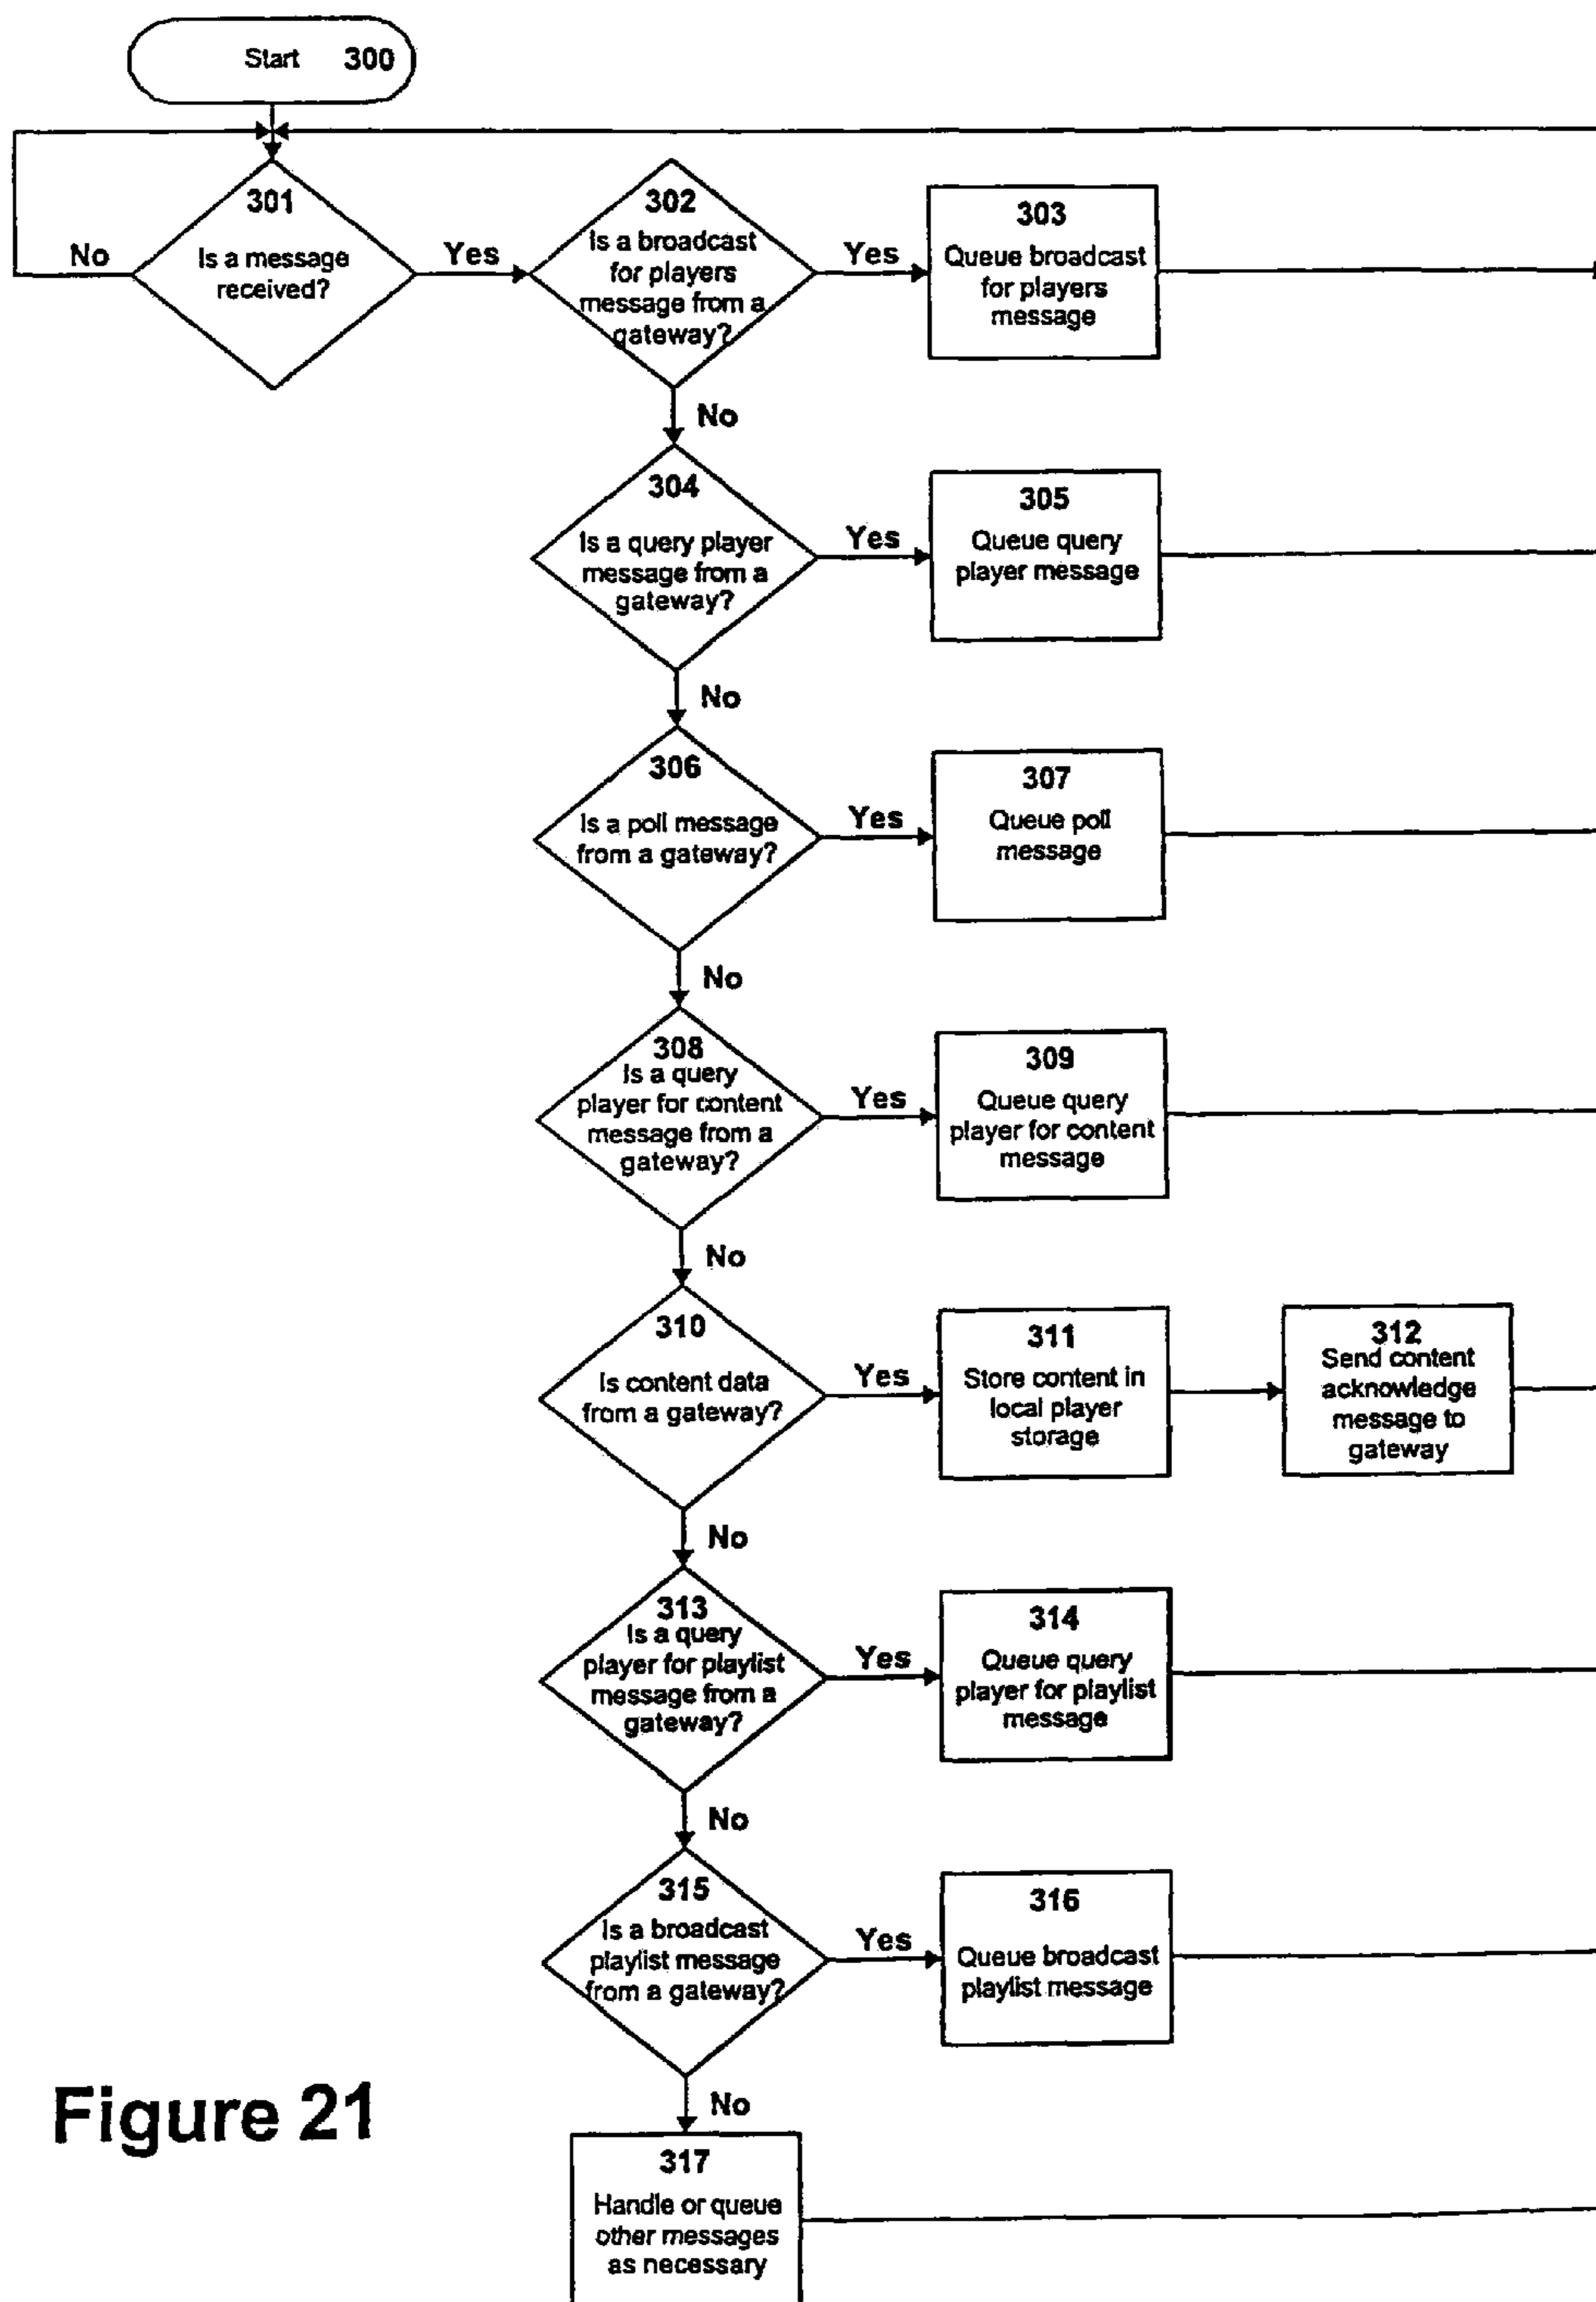 Start 300
301
Is a message
received?
No
Yes
302
Is a broadcast
for players
message from a
gateway?
Yes
303
Queue broadcast
for players
message
No
304
Is a query player
message from a
gateway?
Yes
305
Queue query
player message
No
306
Is a poll message
from a gateway?
Yes
307
Queue poll
message
No
308
Is a query
player for content
message from a
gateway?
Yes
309
Queue query
player for content
message
No
310
Is content data
from a gateway?
Yes
311
Store content in
local player
storage
312
Send content
acknowledge
message to
gateway
No
313
Is a query
player for playlist
message from a
gateway?
Yes
314
Queue query
player for playlist
message
No
315
Is a broadcast
playlist message
from a gateway?
Yes
316
Queue broadcast
playlist message
No
317
Handle or queue
other messages
as necessary
Figure 21